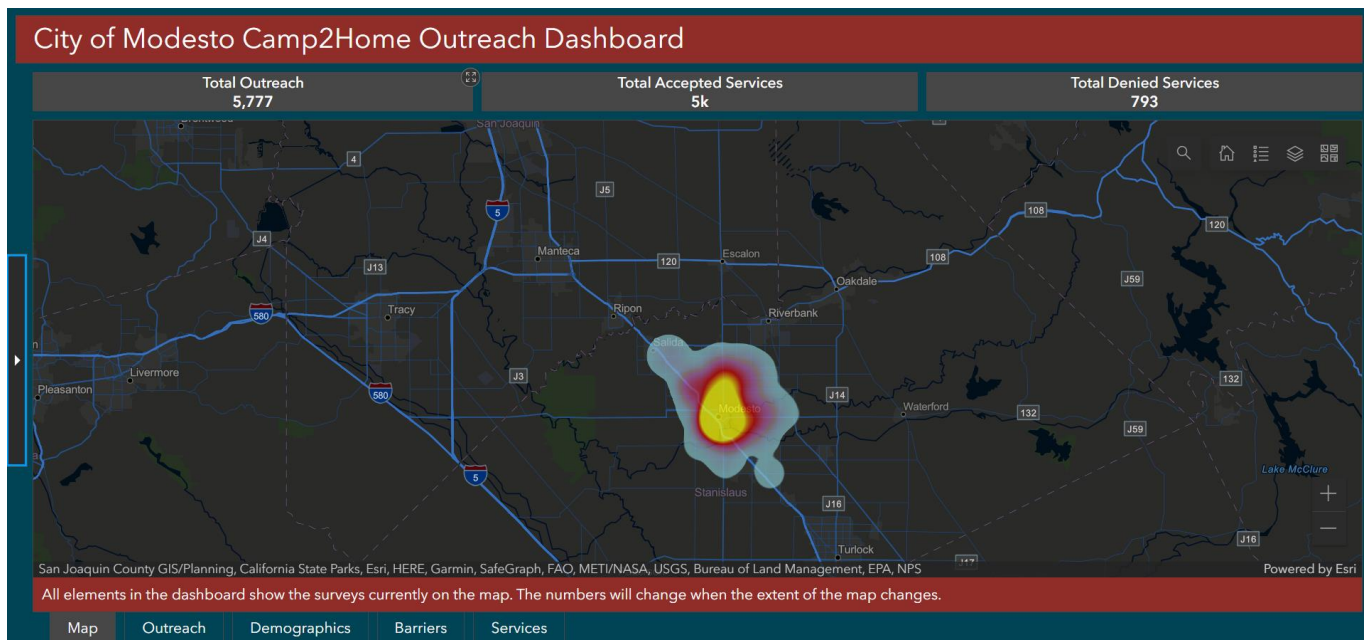 City of Modesto Camp2Home Outreach Dashboard
Total Outreach
5,777
Total Accepted Services
5k
Total Denied Services
793
Brentwood
San Joaquin
4
J5
5
108
120
J4
J13
Manteca
120
Escalon
108
J59
Oakdale
580
Tracy
Ripon
Riverbank
Salida
Livermore
Pleasanton
J3
132
580
J14
Modesto
Waterford
132
J59
5
Stanislaus
Lake McClure
J16
Turlock
J16
J17
San Joaquin County GIS/Planning, California State Parks, Esri, HERE, Garmin, SafeGraph, FAO, METI/NASA, USGS, Bureau of Land Management, EPA, NPS
Powered by Esri
All elements in the dashboard show the surveys currently on the map. The numbers will change when the extent of the map changes.
Map
Outreach
Demographics
Barriers
Services